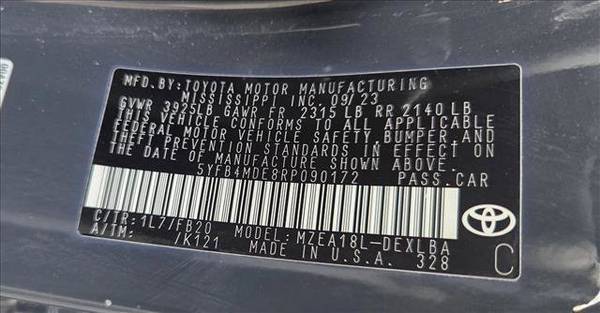 MFD.BY:TOYOTA MOTOR MANUFACTURING
MISSISSIPPI INC. 09/23
GVWR 3925LB GAWR FR 2315 LB RR 2140 LB
THIS VEHICLE CONFORMS TO ALL APPLICABLE
FEDERAL MOTOR VEHICLE SAFETY, BUMPER AND
THEFT PREVENTION STANDARDS IN EFFECT ON
THE DATE OF MANUFACTURE SHOWN ABOVE.
5YFB4MDE8RP090172 PASS.CAR
C/TR:1L7/FB20 MODEL: MZEA18L-DEXLBA
A/TM: /K121 MADE IN U.S.A. 328
TOYOTA
C